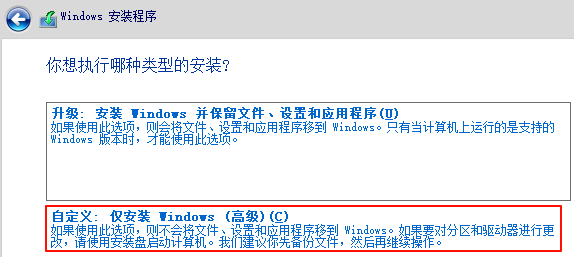 Windows 安装程序
你想执行哪种类型的安装?
升级: 安装 Windows 并保留文件、设置和应用程序(U)
如果使用此选项，则会将文件、设置和应用程序移到 Windows。只有当计算机上运行的是支持的
Windows 版本时，才能使用此选项。
自定义: 仅安装 Windows (高级)(C)
如果使用此选项，则不会将文件、设置和应用程序移到 Windows。如果要对分区和驱动器进行更
改，请使用安装盘启动计算机。我们建议你先备份文件，然后再继续操作。